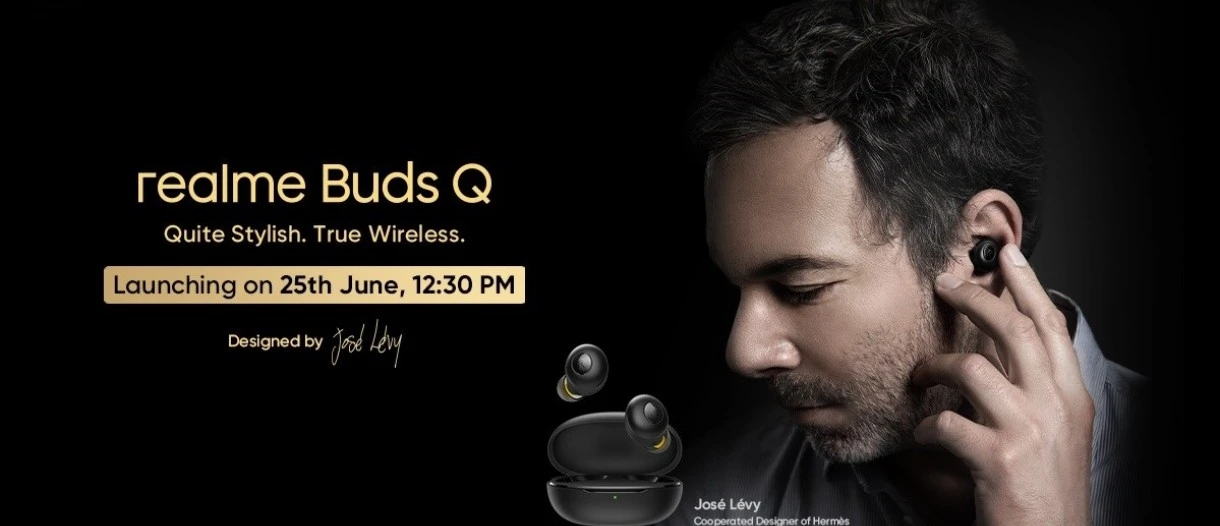 realme Buds Q
Quite Stylish. True Wireless.
Launching on 25th June, 12:30 PM
Designed by José Lévy
José Lévy
Cooperated Designer of Hermès